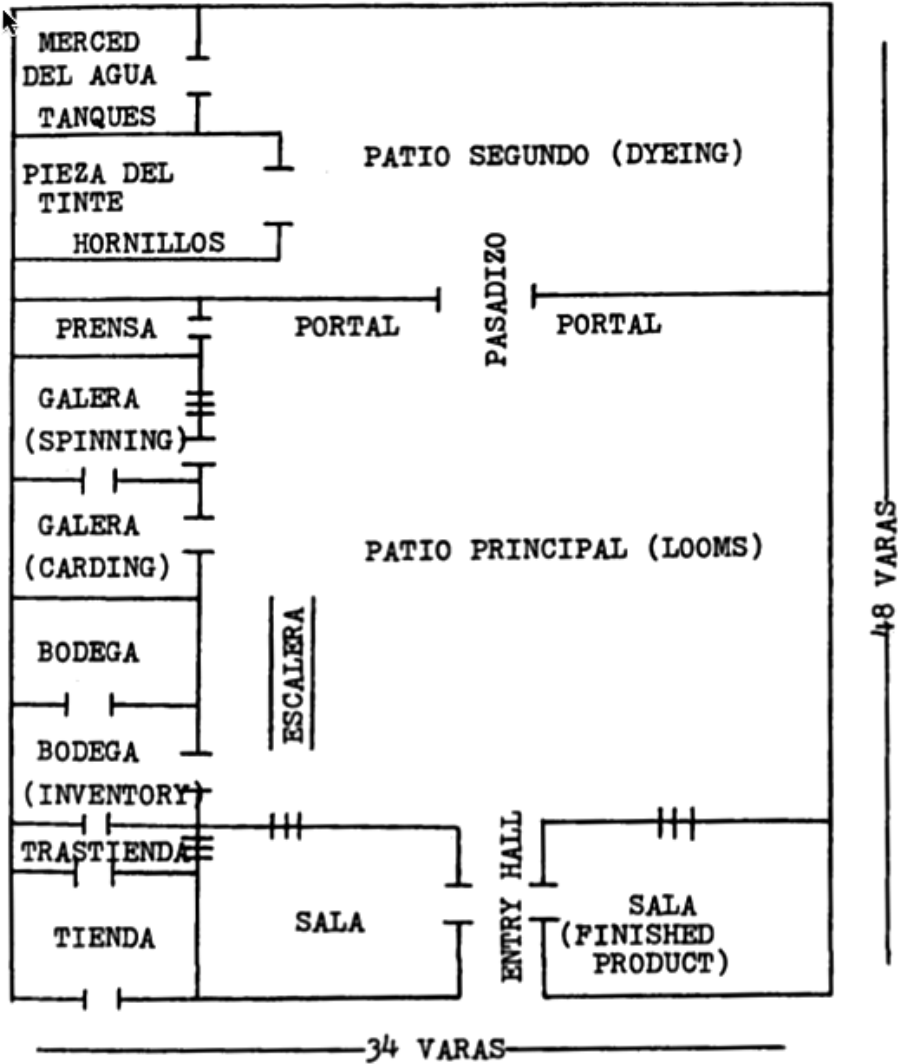 MERCED
DEL AGUA
TANQUES
PIEZA DEL
TINTE
HORNILLOS
PATIO SEGUNDO (DYEING)
PASADIZO
PRENSA
PORTAL
PORTAL
GALERA
(SPINNING)
GALERA
(CARDING)
PATIO PRINCIPAL (LOOMS)
BODEGA
ESCALERA
BODEGA
(INVENTORY)
TRASTIENDA
TIENDA
SALA
ENTRY HALL
SALA
(FINISHED
PRODUCT)
48 VARAS
34 VARAS